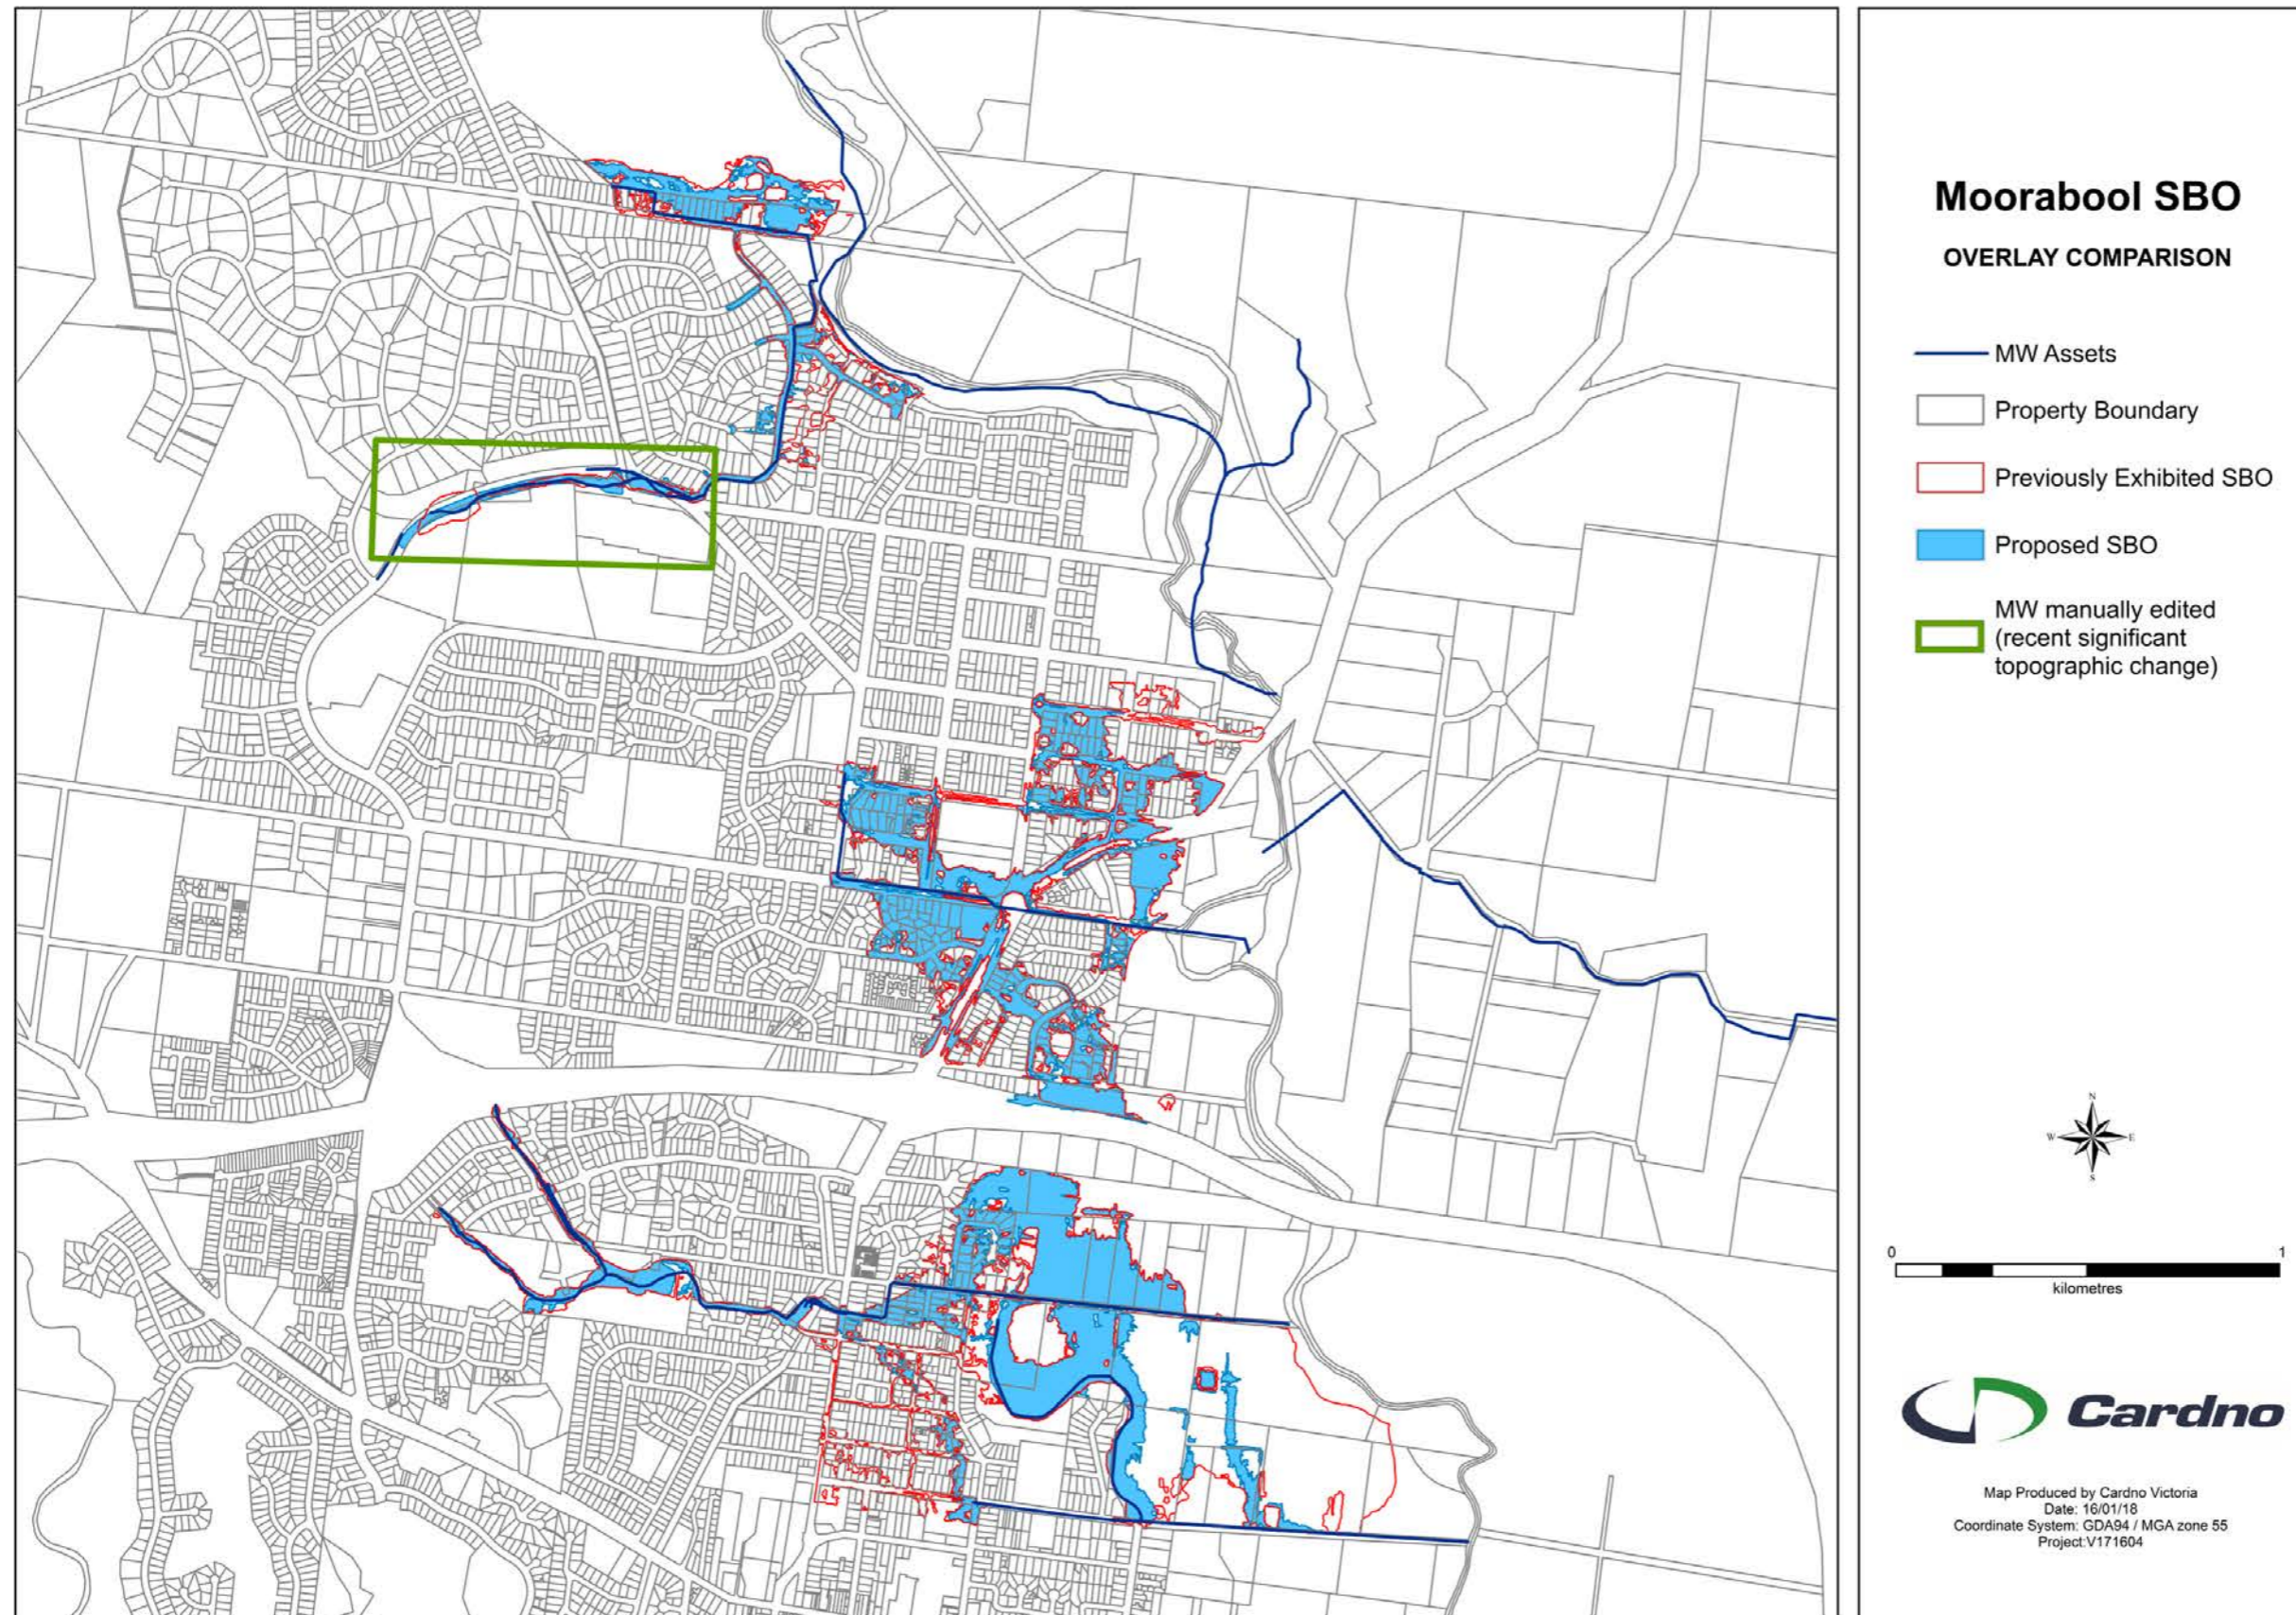 Moorabool SBO
OVERLAY COMPARISON
MW Assets
Property Boundary
Previously Exhibited SBO
Proposed SBO
MW manually edited
(recent significant
topographic change)
N
W E
S
0 1
kilometres
Cardno
Map Produced by Cardno Victoria
Date: 16/01/18
Coordinate System: GDA94 / MGA zone 55
Project:V171604